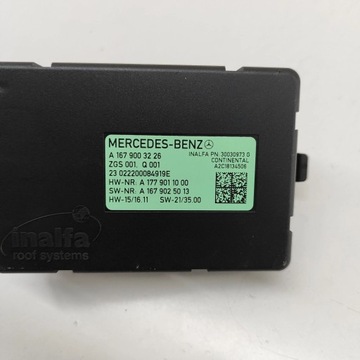 MERCEDES-BENZ
INALFA PN 30030973 0
A 167 900 32 26
CONTINENTAL
ZGS 001, Q 001
A2C18134506
23 022200084919E
HW-NR: A 177 901 10 00
SW-NR: A 167 902 50 13
HW-15/16.11 SW-21/35.00
inalfa
roof systems